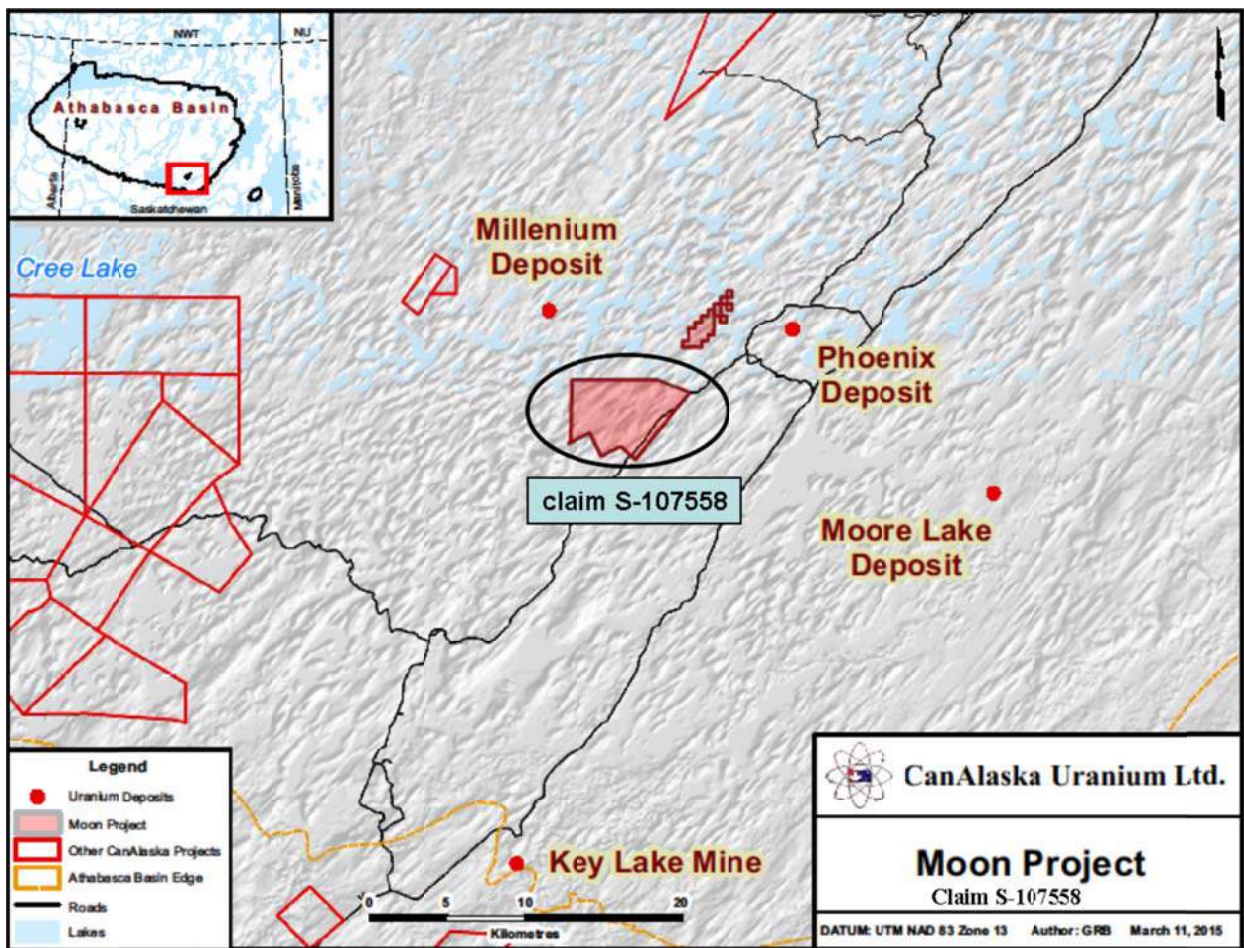 NWT
NU
Athabasca Basin
Alberta
Saskatchewan
Manitoba
Millenium
Deposit
Cree Lake
Phoenix
Deposit
claim S-107558
Moore Lake
Deposit
Key Lake Mine
0 5 10 20
Kilometres
Legend
Uranium Deposits
Moon Project
Other CanAlaska Projects
Athabasca Basin Edge
Roads
Lakes
CanAlaska Uranium Ltd.
Moon Project
Claim S-107558
DATUM: UTM NAD 83 Zone 13 Author: GRB March 11, 2015